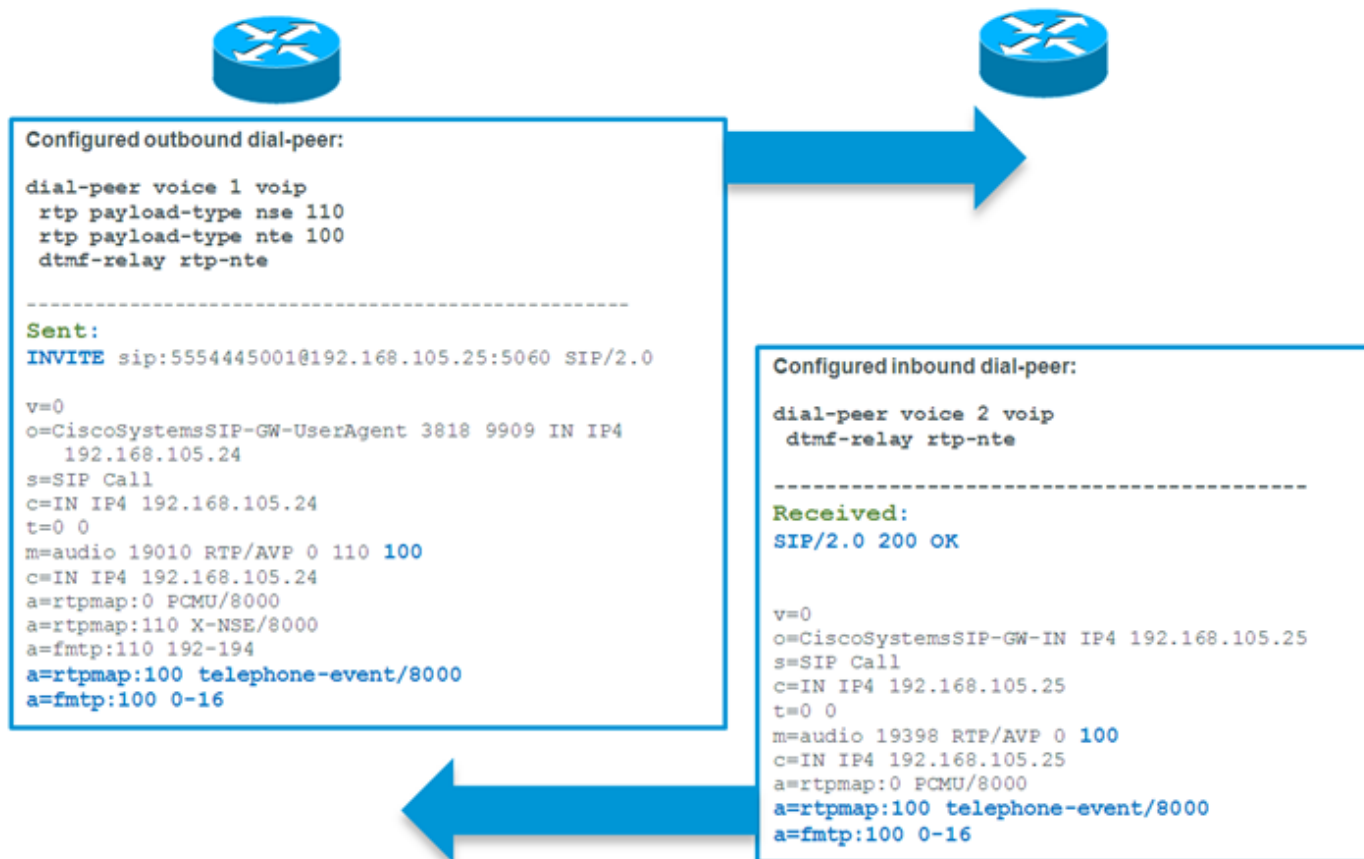 Configured outbound dial-peer:
dial-peer voice 1 voip
rtp payload-type nse 110
rtp payload-type nte 100
dtmf-relay rtp-nte
----------------------------------------------------
Sent:
INVITE sip:5554445001@192.168.105.25:5060 SIP/2.0
v=0
o=CiscoSystemsSIP-GW-UserAgent 3818 9909 IN IP4
192.168.105.24
s=SIP Call
c=IN IP4 192.168.105.24
t=0 0
m=audio 19010 RTP/AVP 0 110 100
c=IN IP4 192.168.105.24
a=rtpmap:0 PCMU/8000
a=rtpmap:110 X-NSE/8000
a=fmtp:110 192-194
a=rtpmap:100 telephone-event/8000
a=fmtp:100 0-16
Configured inbound dial-peer:
dial-peer voice 2 voip
dtmf-relay rtp-nte
-----------------------------------------
Received:
SIP/2.0 200 OK
v=0
o=CiscoSystemsSIP-GW-IN IP4 192.168.105.25
s=SIP Call
c=IN IP4 192.168.105.25
t=0 0
m=audio 19398 RTP/AVP 0 100
c=IN IP4 192.168.105.25
a=rtpmap:0 PCMU/8000
a=rtpmap:100 telephone-event/8000
a=fmtp:100 0-16